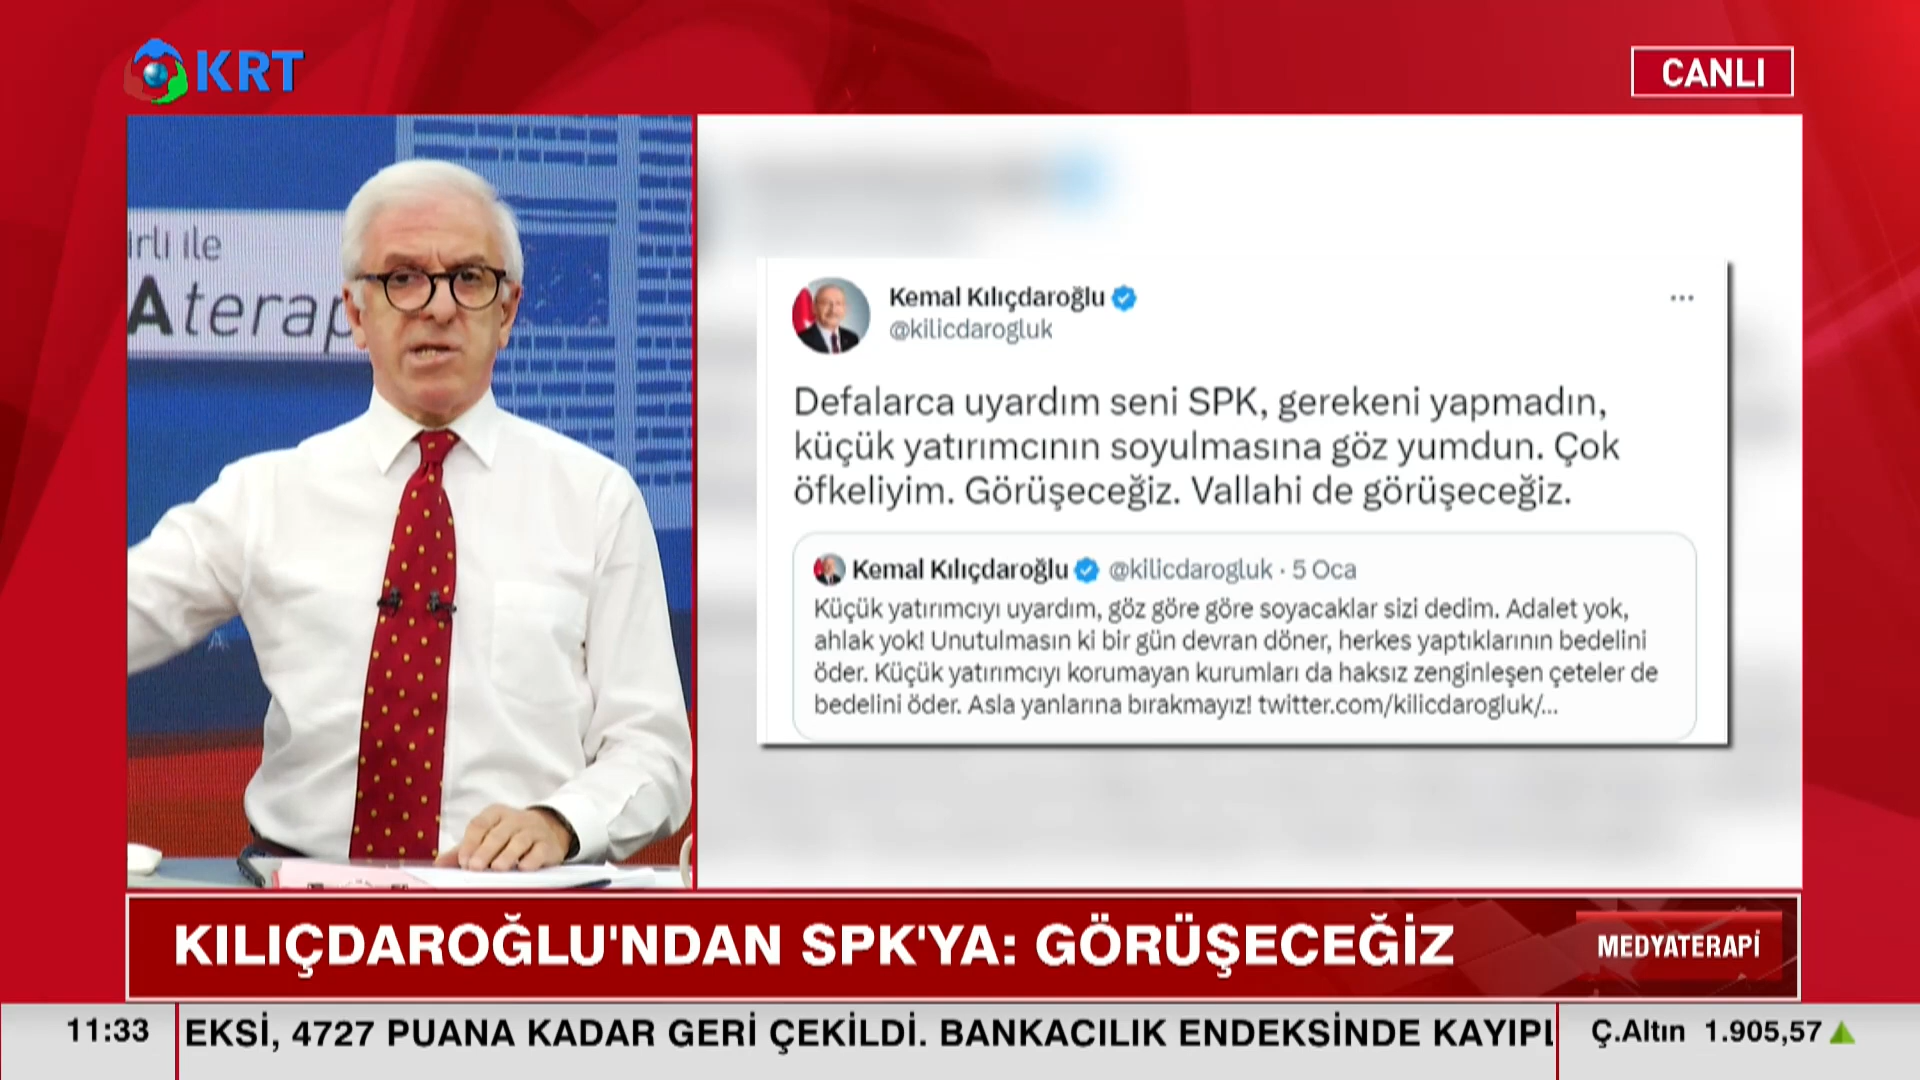 KRT
CANLI
ırlı ile
Aterap
Kemal Kılıçdaroğlu
@kilicdarogluk
Defalarca uyardım seni SPK, gerekeni yapmadın,
küçük yatırımcının soyulmasına göz yumdun. Çok
öfkeliyim. Görüşeceğiz. Vallahi de görüşeceğiz.
Kemal Kılıçdaroğlu @kilicdarogluk · 5 Oca
Küçük yatırımcıyı uyardım, göz göre göre soyacaklar sizi dedim. Adalet yok,
ahlak yok! Unutulmasın ki bir gün devran döner, herkes yaptıklarının bedelini
öder. Küçük yatırımcıyı korumayan kurumları da haksız zenginleşen çeteler de
bedelini öder. Asla yanlarına bırakmayız! twitter.com/kilicdarogluk/...
KILIÇDAROĞLU'NDAN SPK'YA: GÖRÜŞECEĞİZ
MEDYATERAPİ
11:33
EKSİ, 4727 PUANA KADAR GERİ ÇEKİLDİ. BANKACILIK ENDEKSİNDE KAYIPL
Ç.Altın 1.905,57